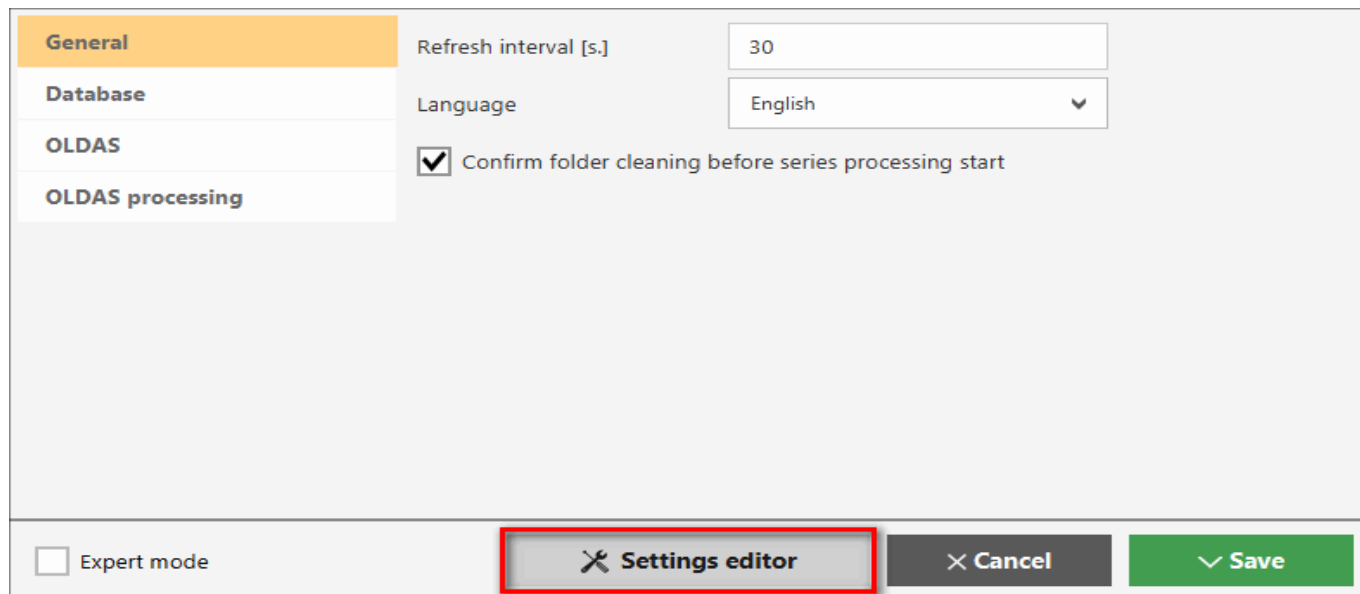 General
Database
OLDAS
OLDAS processing
Refresh interval [s.] 30
Language English
Confirm folder cleaning before series processing start
Expert mode Settings editor Cancel Save